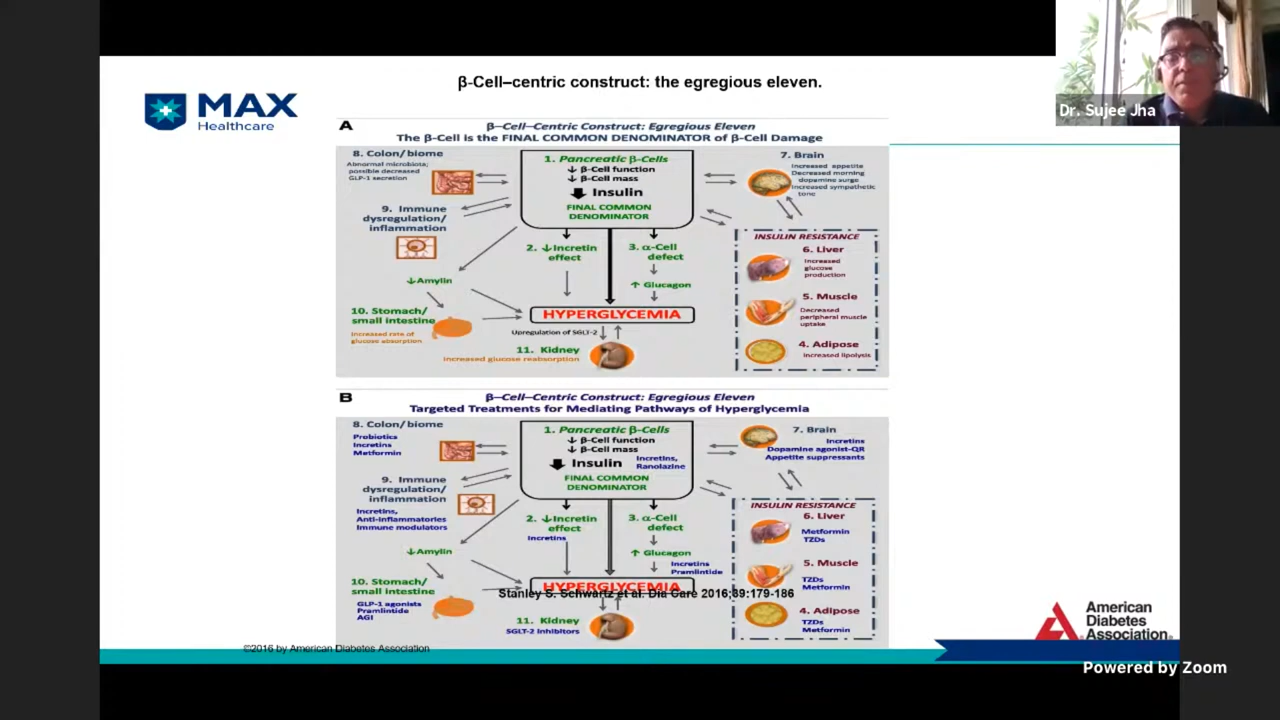 β-Cell–centric construct: the egregious eleven.
MAX
Healthcare
Dr. Sujee Jha
A
β–Cell–Centric Construct: Egregious Eleven
The β-Cell is the FINAL COMMON DENOMINATOR of β-Cell Damage
8. Colon/biome
Abnormal microbiota;
possible decreased
GLP-1 secretion
1. Pancreatic β-Cells
↓ β-Cell function
↓ β-Cell mass
↓ Insulin
FINAL COMMON
DENOMINATOR
7. Brain
Increased appetite
Decreased morning
dopamine surge
Increased sympathetic
tone
9. Immune
dysregulation/
inflammation
2. ↓Incretin
effect
3. α-Cell
defect
↑ Glucagon
↓Amylin
INSULIN RESISTANCE
6. Liver
Increased
glucose
production
5. Muscle
Decreased
peripheral muscle
uptake
4. Adipose
Increased lipolysis
10. Stomach/
small intestine
Increased rate of
glucose absorption
HYPERGLYCEMIA
Upregulation of SGLT-2
11. Kidney
Increased glucose reabsorption
B
β–Cell–Centric Construct: Egregious Eleven
Targeted Treatments for Mediating Pathways of Hyperglycemia
8. Colon/biome
Probiotics
Incretins
Metformin
1. Pancreatic β-Cells
↓ β-Cell function
↓ β-Cell mass
↓ Insulin
Incretins,
Ranolazine
FINAL COMMON
DENOMINATOR
7. Brain
Incretins
Dopamine agonist-QR
Appetite suppressants
9. Immune
dysregulation/
inflammation
Incretins,
Anti-inflammatories
Immune modulators
2. ↓Incretin
effect
Incretins
3. α-Cell
defect
↑ Glucagon
Incretins
Pramlintide
↓Amylin
INSULIN RESISTANCE
6. Liver
Metformin
TZDs
5. Muscle
TZDs
Metformin
4. Adipose
TZDs
Metformin
10. Stomach/
small intestine
GLP-1 agonists
Pramlintide
AGI
HYPERGLYCEMIA
Stanley S. Schwartz et al. Dia Care 2016;39:179-186
11. Kidney
SGLT-2 inhibitors
©2016 by American Diabetes Association
American
Diabetes
Association.
Powered by Zoom